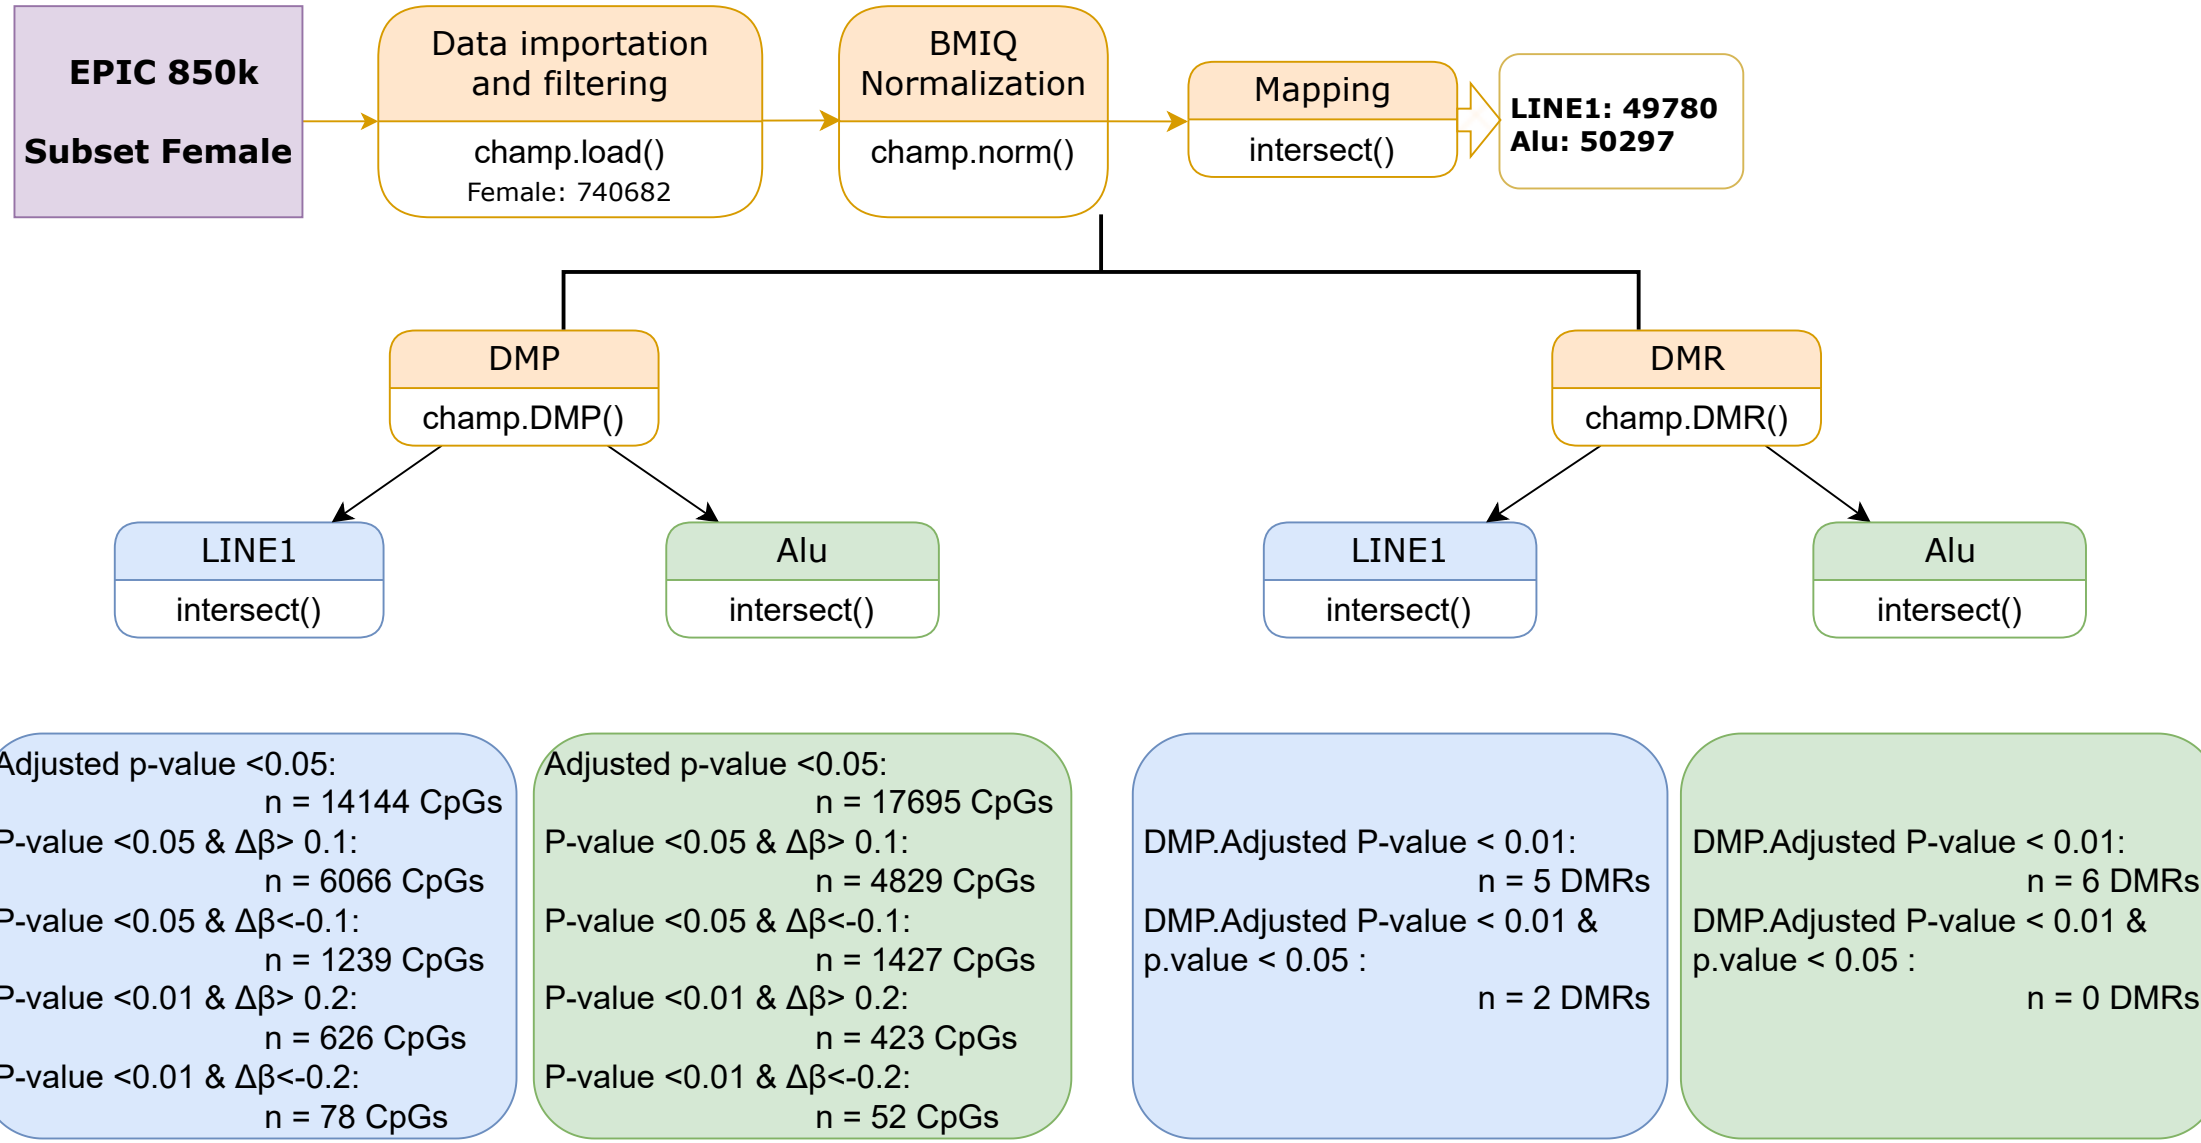 EPIC 850k
Subset Female
Data importation
and filtering
champ.load()
Female: 740682
BMIQ
Normalization
champ.norm()
Mapping
intersect()
LINE1: 49780
Alu: 50297
DMP
champ.DMP()
DMR
champ.DMR()
LINE1
intersect()
Alu
intersect()
LINE1
intersect()
Alu
intersect()
Adjusted p-value <0.05:
n = 14144 CpGs
P-value <0.05 & Δβ> 0.1:
n = 6066 CpGs
P-value <0.05 & Δβ<-0.1:
n = 1239 CpGs
P-value <0.01 & Δβ> 0.2:
n = 626 CpGs
P-value <0.01 & Δβ<-0.2:
n = 78 CpGs
Adjusted p-value <0.05:
n = 17695 CpGs
P-value <0.05 & Δβ> 0.1:
n = 4829 CpGs
P-value <0.05 & Δβ<-0.1:
n = 1427 CpGs
P-value <0.01 & Δβ> 0.2:
n = 423 CpGs
P-value <0.01 & Δβ<-0.2:
n = 52 CpGs
DMP.Adjusted P-value < 0.01:
n = 5 DMRs
DMP.Adjusted P-value < 0.01 &
p.value < 0.05 :
n = 2 DMRs
DMP.Adjusted P-value < 0.01:
n = 6 DMRs
DMP.Adjusted P-value < 0.01 &
p.value < 0.05 :
n = 0 DMRs